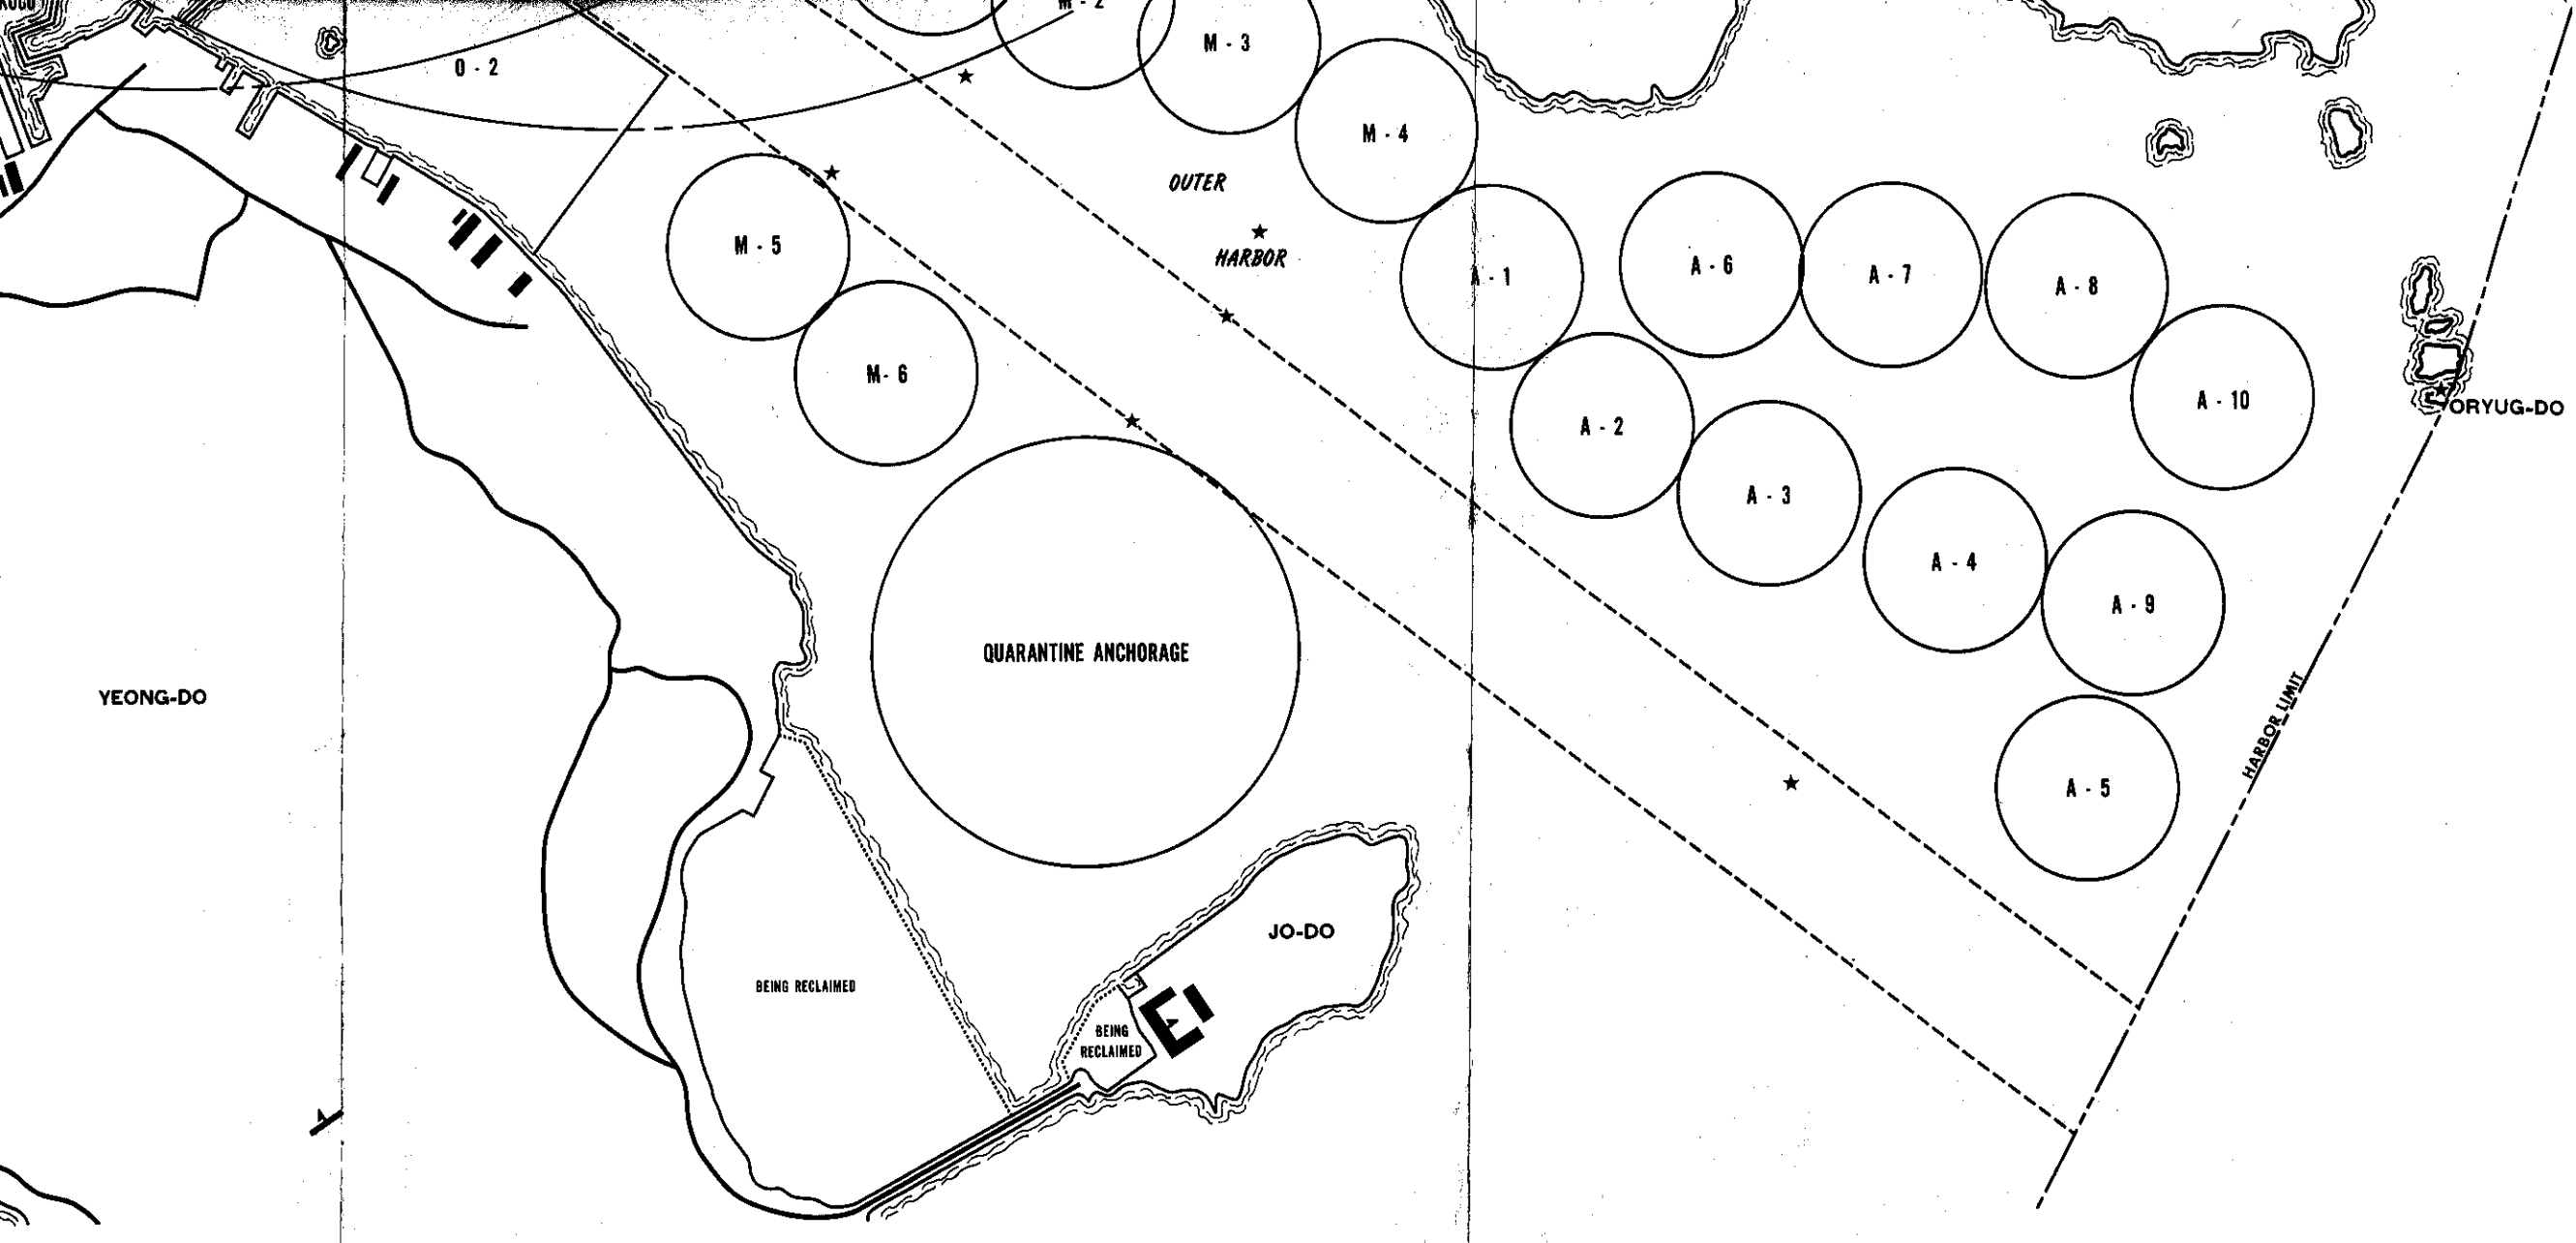 M - 2
O - 2
M - 3
M - 4
OUTER
HARBOR
M - 5
M - 6
A - 1
A - 6
A - 7
A - 8
A - 10
ORYUG-DO
A - 2
A - 3
A - 4
A - 9
A - 5
HARBOR LIMIT
QUARANTINE ANCHORAGE
YEONG-DO
JO-DO
BEING RECLAIMED
BEING
RECLAIMED